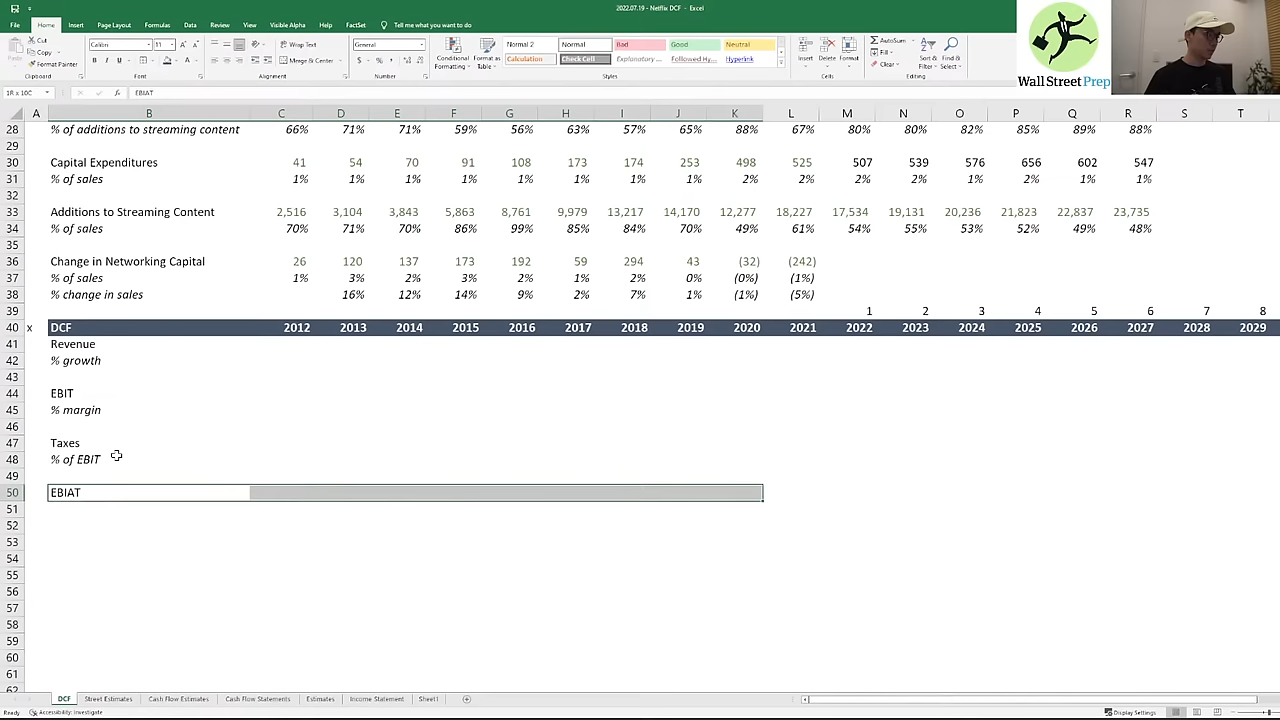 2022.07.19 - Netflix DCF - Excel
File Home Insert Page Layout Formulas Data Review View Visible Alpha Help FactSet Tell me what you want to do
Cut
Copy
Paste
Format Painter
Clipboard
Calibri 11
B I U
Font
Wrap Text
Merge & Center
Alignment
General
$ % ,
Number
Conditional Formatting
Format as Table
Normal 2 Normal Bad Good Neutral
Calculation Check Cell Explanatory ... Followed Hy... Hyperlink
Styles
Insert Delete Format
Cells
AutoSum
Fill
Clear
Sort & Filter
Find & Select
Editing
Wall Street Prep
1R x 10C fx EBIAT
A B C D E F G H I J K L M N O P Q R S T
28 % of additions to streaming content 66% 71% 71% 59% 56% 63% 57% 65% 88% 67% 80% 80% 82% 85% 89% 88%
29
30 Capital Expenditures 41 54 70 91 108 173 174 253 498 525 507 539 576 656 602 547
31 % of sales 1% 1% 1% 1% 1% 1% 1% 1% 2% 2% 2% 2% 1% 2% 1% 1%
32
33 Additions to Streaming Content 2,516 3,104 3,843 5,863 8,761 9,979 13,217 14,170 12,277 18,227 17,534 19,131 20,236 21,823 22,837 23,735
34 % of sales 70% 71% 70% 86% 99% 85% 84% 70% 49% 61% 54% 55% 53% 52% 49% 48%
35
36 Change in Networking Capital 26 120 137 173 192 59 294 43 (32) (242)
37 % of sales 1% 3% 2% 3% 2% 1% 2% 0% (0%) (1%)
38 % change in sales 16% 12% 14% 9% 2% 7% 1% (1%) (5%)
39 1 2 3 4 5 6 7 8
40 x DCF 2012 2013 2014 2015 2016 2017 2018 2019 2020 2021 2022 2023 2024 2025 2026 2027 2028 2029
41 Revenue
42 % growth
43
44 EBIT
45 % margin
46
47 Taxes
48 % of EBIT
49
50 EBIAT
51
52
53
54
55
56
57
58
59
60
61
62
DCF Street Estimates Cash Flow Estimates Cash Flow Statements Estimates Income Statement Sheet1
Ready Accessibility: Investigate Display Settings